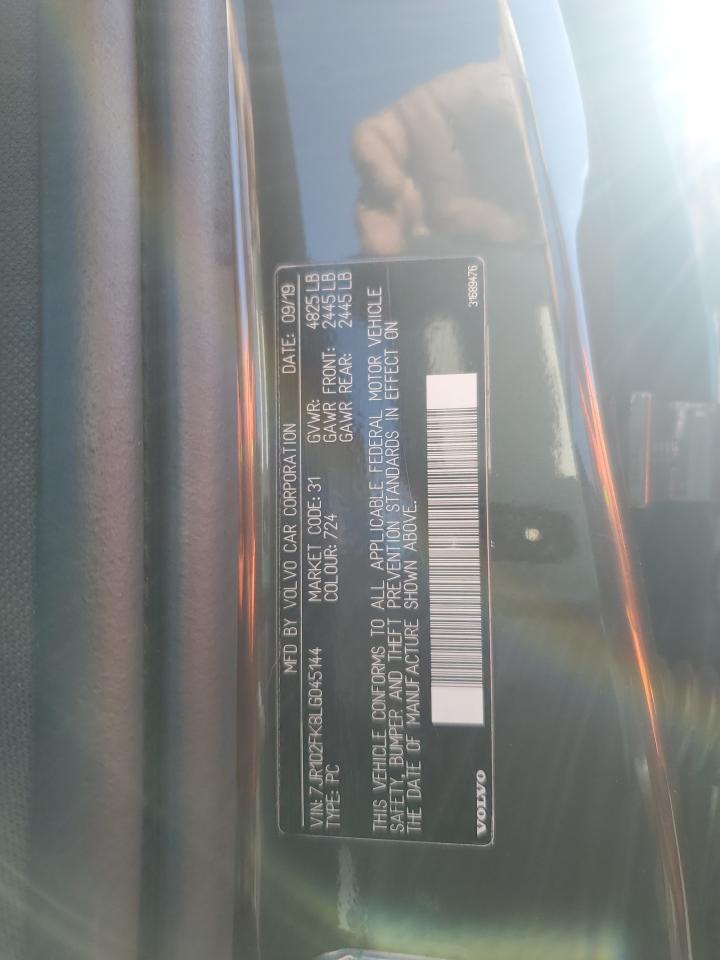 MFD BY VOLVO CAR CORPORATION DATE: 09/19
VIN: 7JR102FK8LG045144 MARKET CODE: 31 GVWR: 4825 LB
TYPE: PC COLOUR: 724 GAWR FRONT: 2445 LB
GAWR REAR: 2445 LB
THIS VEHICLE CONFORMS TO ALL APPLICABLE FEDERAL MOTOR VEHICLE
SAFETY, BUMPER AND THEFT PREVENTION STANDARDS IN EFFECT ON
THE DATE OF MANUFACTURE SHOWN ABOVE.
VOLVO 31689476